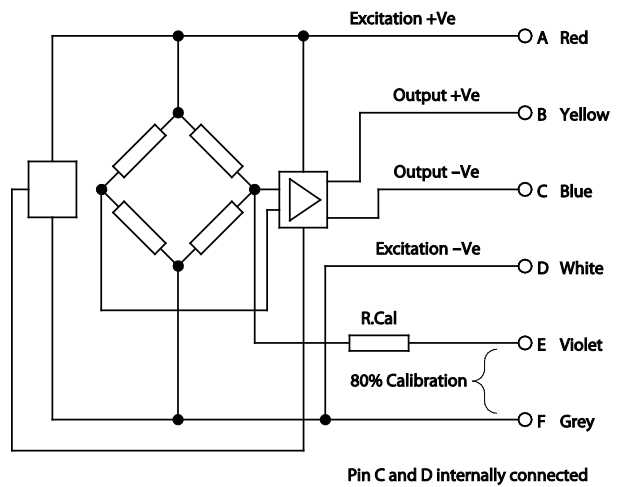 Excitation +Ve
A Red
Output +Ve
B Yellow
Output –Ve
C Blue
Excitation –Ve
D White
R.Cal
E Violet
80% Calibration
F Grey
Pin C and D internally connected